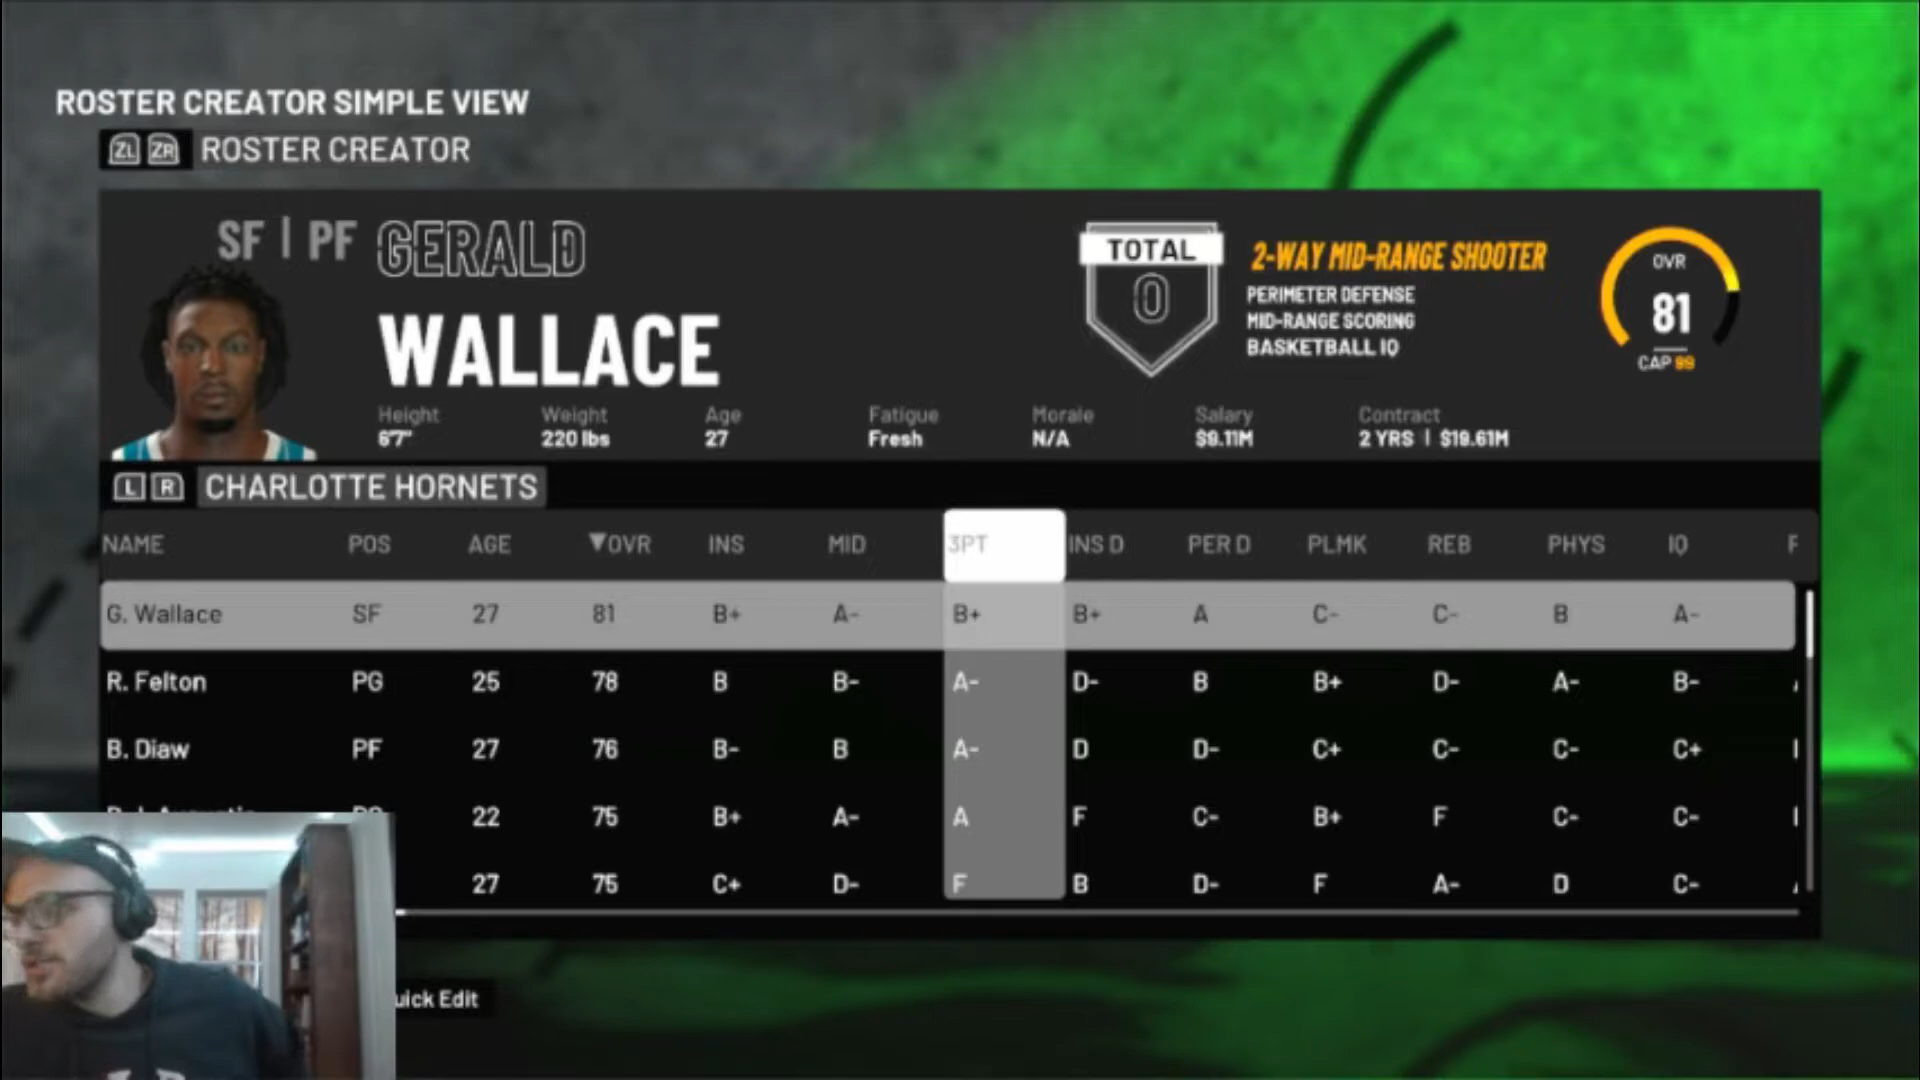 ROSTER CREATOR SIMPLE VIEW
ZL ZR ROSTER CREATOR
SF | PF GERALD
WALLACE
TOTAL
0
2-WAY MID-RANGE SHOOTER
PERIMETER DEFENSE
MID-RANGE SCORING
BASKETBALL IQ
OVR
81
CAP 99
Height Weight Age Fatigue Morale Salary Contract
6'7" 220 lbs 27 Fresh N/A $9.11M 2 YRS | $19.61M
L R CHARLOTTE HORNETS
NAME POS AGE ▼OVR INS MID 3PT INS D PER D PLMK REB PHYS IQ
G. Wallace SF 27 81 B+ A- B+ B+ A C- C- B A-
R. Felton PG 25 78 B B- A- D- B B+ D- A- B-
B. Diaw PF 27 76 B- B A- D D- C+ C- C- C+
22 75 B+ A- A F C- B+ F C- C-
27 75 C+ D- F B D- F A- D C-
uick Edit